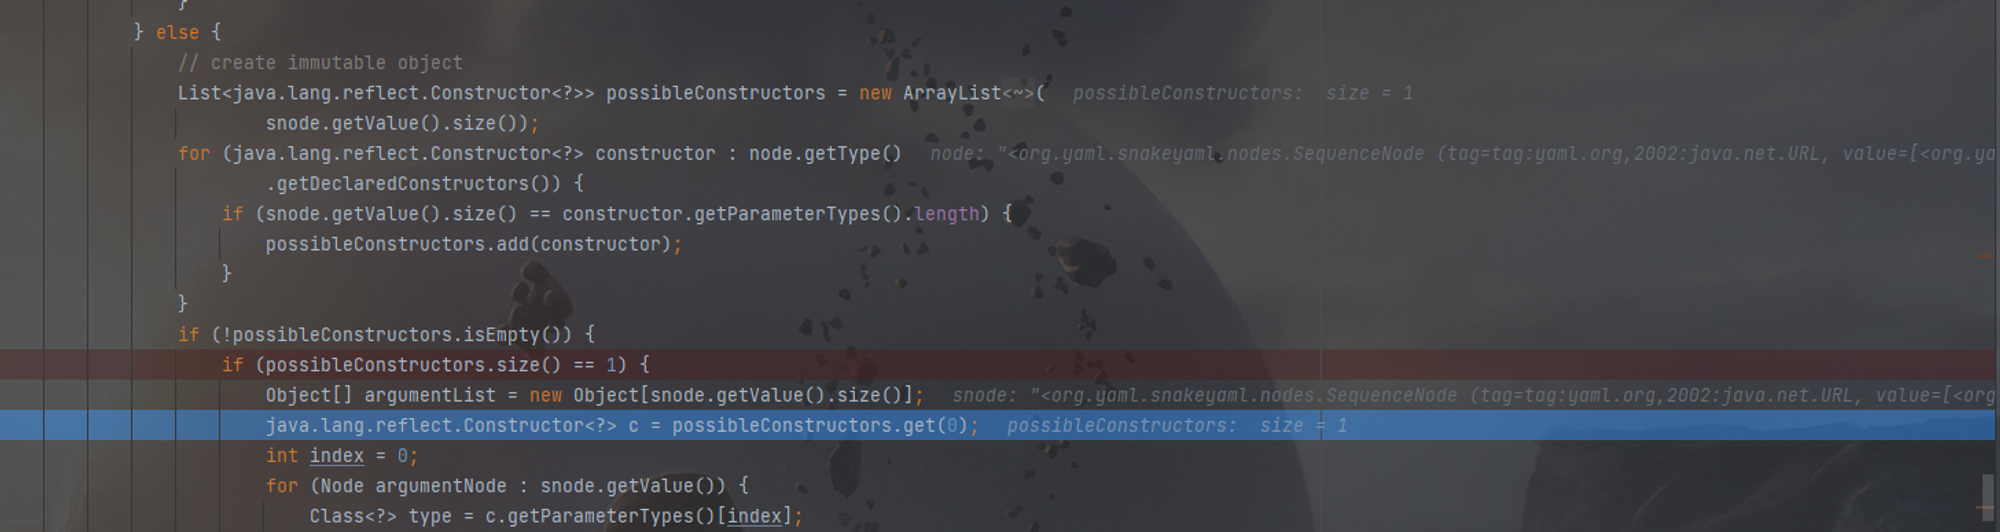 }
} else {
// create immutable object
List<java.lang.reflect.Constructor<?>> possibleConstructors = new ArrayList<~>( possibleConstructors: size = 1
snode.getValue().size());
for (java.lang.reflect.Constructor<?> constructor : node.getType() node: "<org.yaml.snakeyaml.nodes.SequenceNode (tag=tag:yaml.org,2002:java.net.URL, value=[<org.ya
.getDeclaredConstructors()) {
if (snode.getValue().size() == constructor.getParameterTypes().length) {
possibleConstructors.add(constructor);
}
}
if (!possibleConstructors.isEmpty()) {
if (possibleConstructors.size() == 1) {
Object[] argumentList = new Object[snode.getValue().size()]; snode: "<org.yaml.snakeyaml.nodes.SequenceNode (tag=tag:yaml.org,2002:java.net.URL, value=[<org
java.lang.reflect.Constructor<?> c = possibleConstructors.get(0); possibleConstructors: size = 1
int index = 0;
for (Node argumentNode : snode.getValue()) {
Class<?> type = c.getParameterTypes()[index];